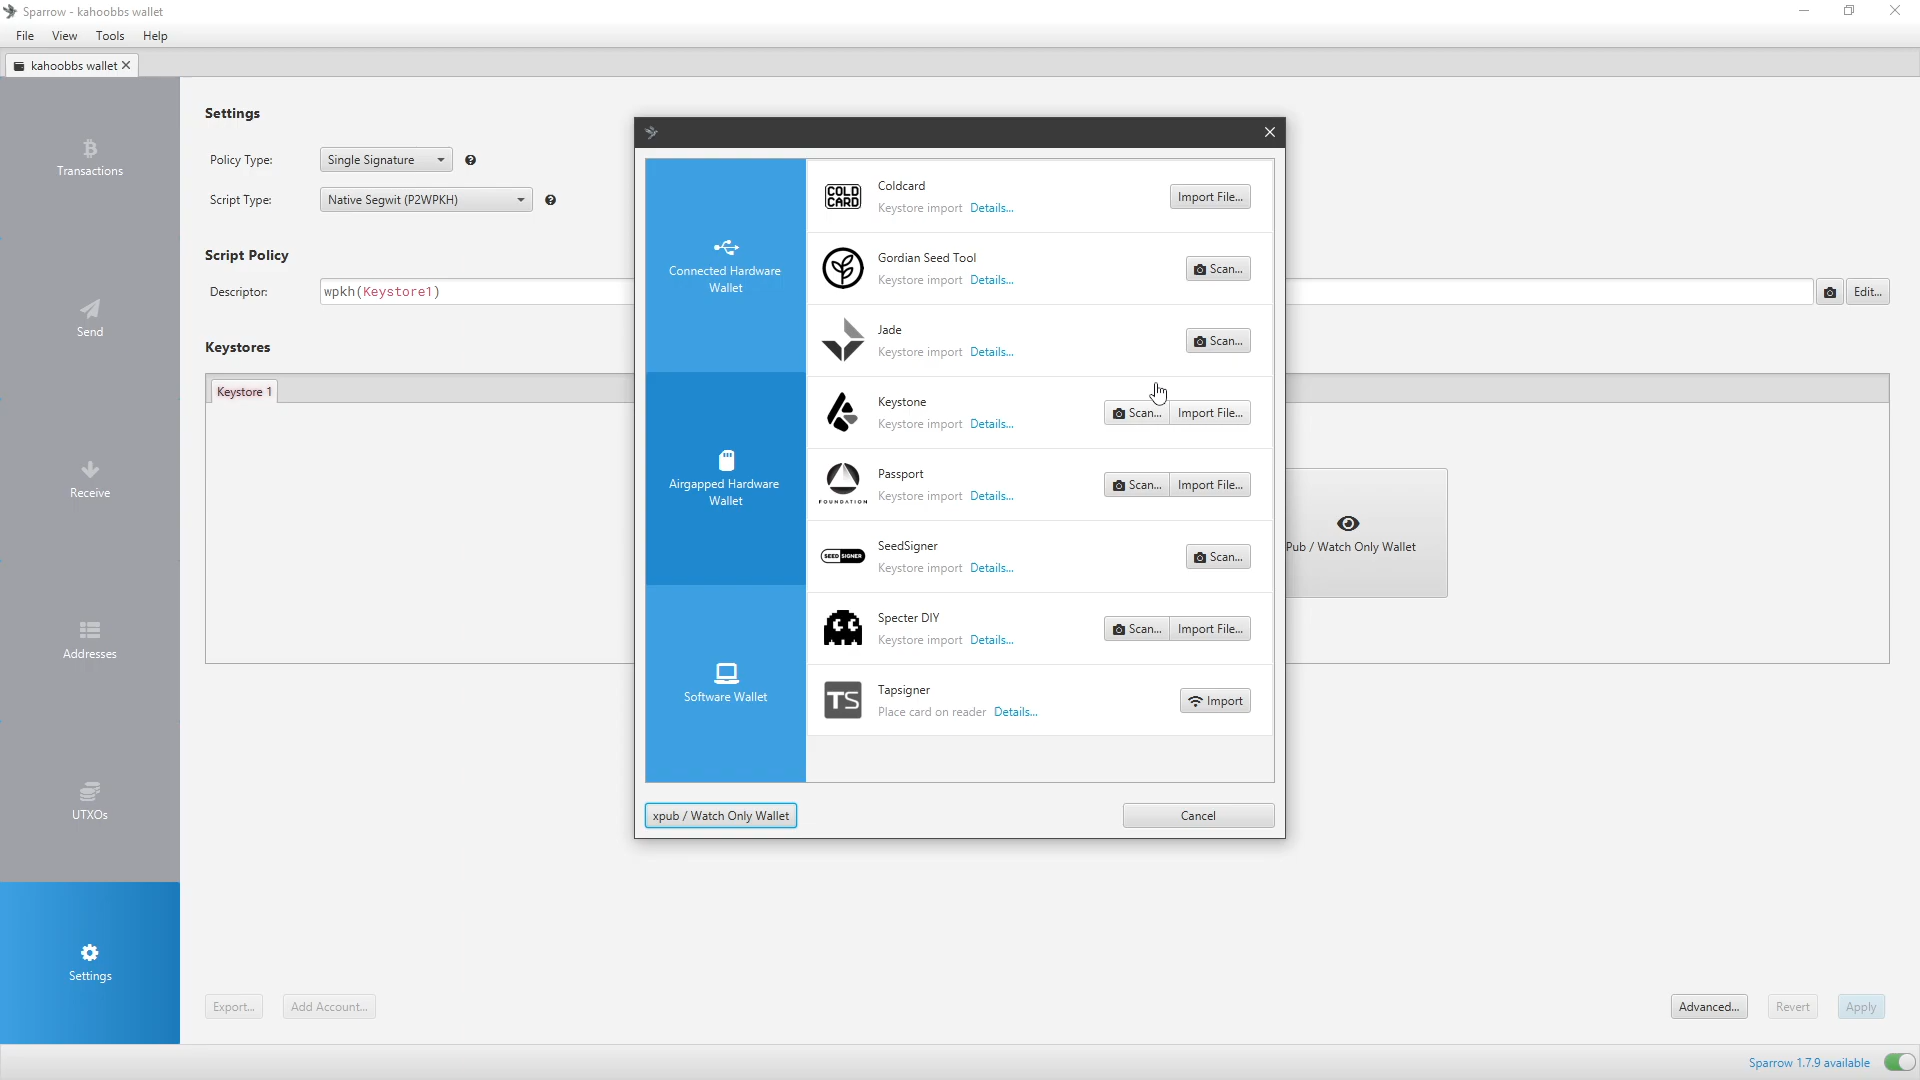 Sparrow - kahoobbs wallet
File View Tools Help
kahoobbs wallet
Transactions
Send
Receive
Addresses
UTXOs
Settings
Settings
Policy Type: Single Signature
Script Type: Native Segwit (P2WPKH)
Script Policy
Descriptor: wpkh(Keystore1) Edit...
Keystores
Keystore 1
Pub / Watch Only Wallet
Connected Hardware
Wallet
Airgapped Hardware
Wallet
Software Wallet
COLD
CARD
Coldcard
Keystore import Details...
Import File...
Gordian Seed Tool
Keystore import Details...
Scan...
Jade
Keystore import Details...
Scan...
Keystone
Keystore import Details...
Scan... Import File...
FOUNDATION
Passport
Keystore import Details...
Scan... Import File...
SEED SIGNER
SeedSigner
Keystore import Details...
Scan...
Specter DIY
Keystore import Details...
Scan... Import File...
TS
Tapsigner
Place card on reader Details...
Import
xpub / Watch Only Wallet Cancel
Export... Add Account... Advanced... Revert Apply
Sparrow 1.7.9 available